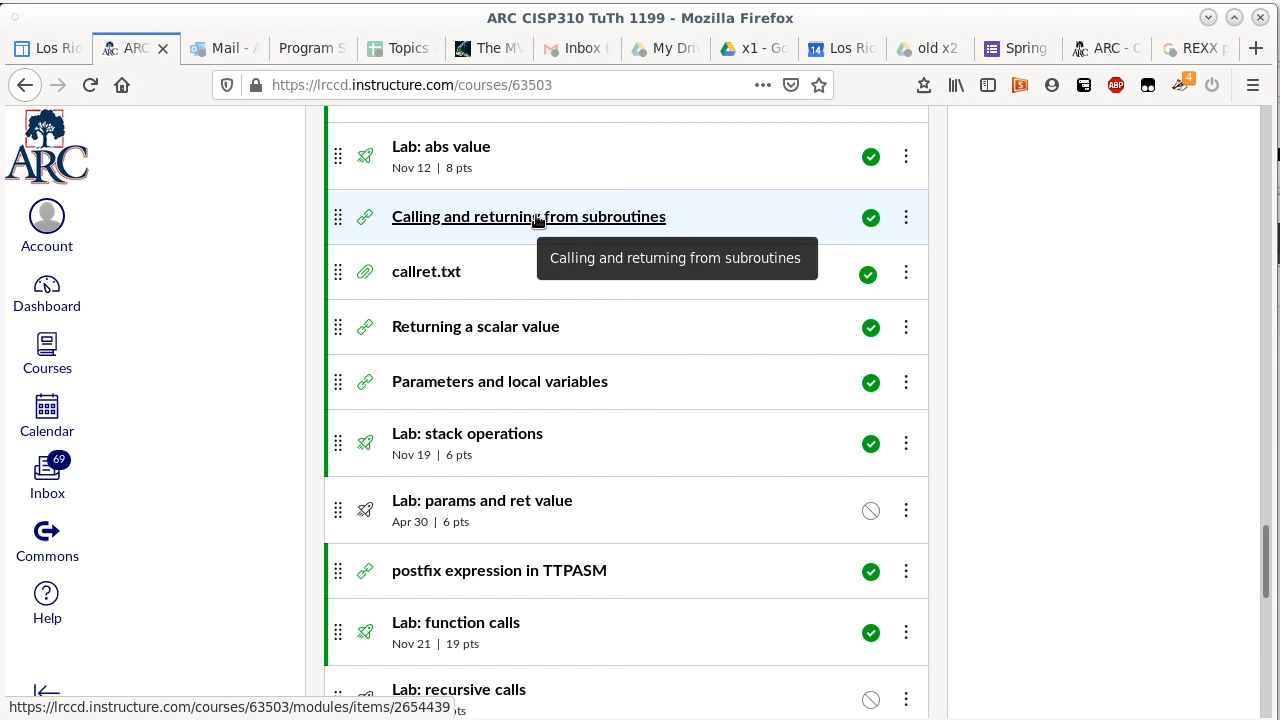 ARC CISP310 TuTh 1199 - Mozilla Firefox
Los Ric
ARC
Mail - A
Program S
Topics
The M
Inbox (
My Driv
x1 - Go
Los Ric
old x2
Spring
ARC - C
REXX p
https://lrccd.instructure.com/courses/63503
ABP
4
ARC
Account
Dashboard
Courses
Calendar
69
Inbox
Commons
Help
Lab: abs value
Nov 12 | 8 pts
Calling and returning from subroutines
Calling and returning from subroutines
callret.txt
Returning a scalar value
Parameters and local variables
Lab: stack operations
Nov 19 | 6 pts
Lab: params and ret value
Apr 30 | 6 pts
postfix expression in TTPASM
Lab: function calls
Nov 21 | 19 pts
Lab: recursive calls
pts
https://lrccd.instructure.com/courses/63503/modules/items/2654439